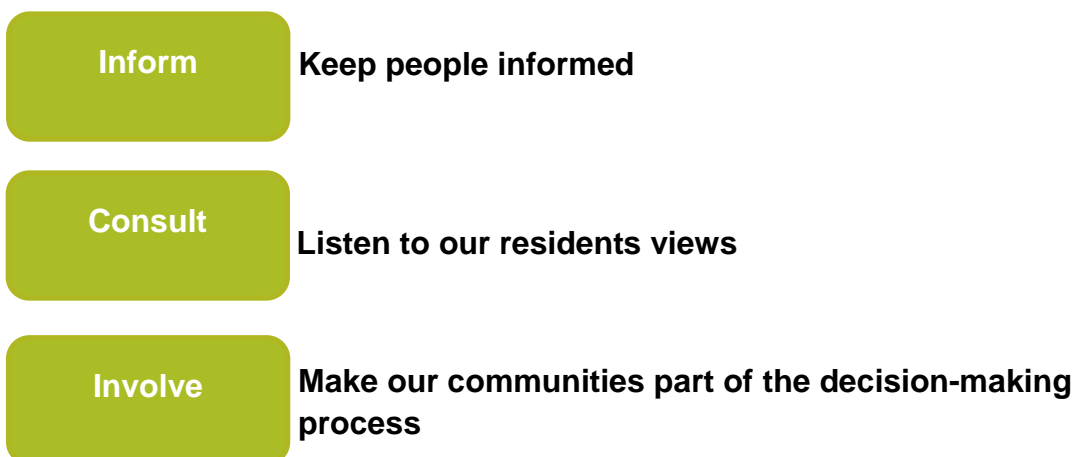 Inform
Keep people informed
Consult
Listen to our residents views
Involve
Make our communities part of the decision-making
process